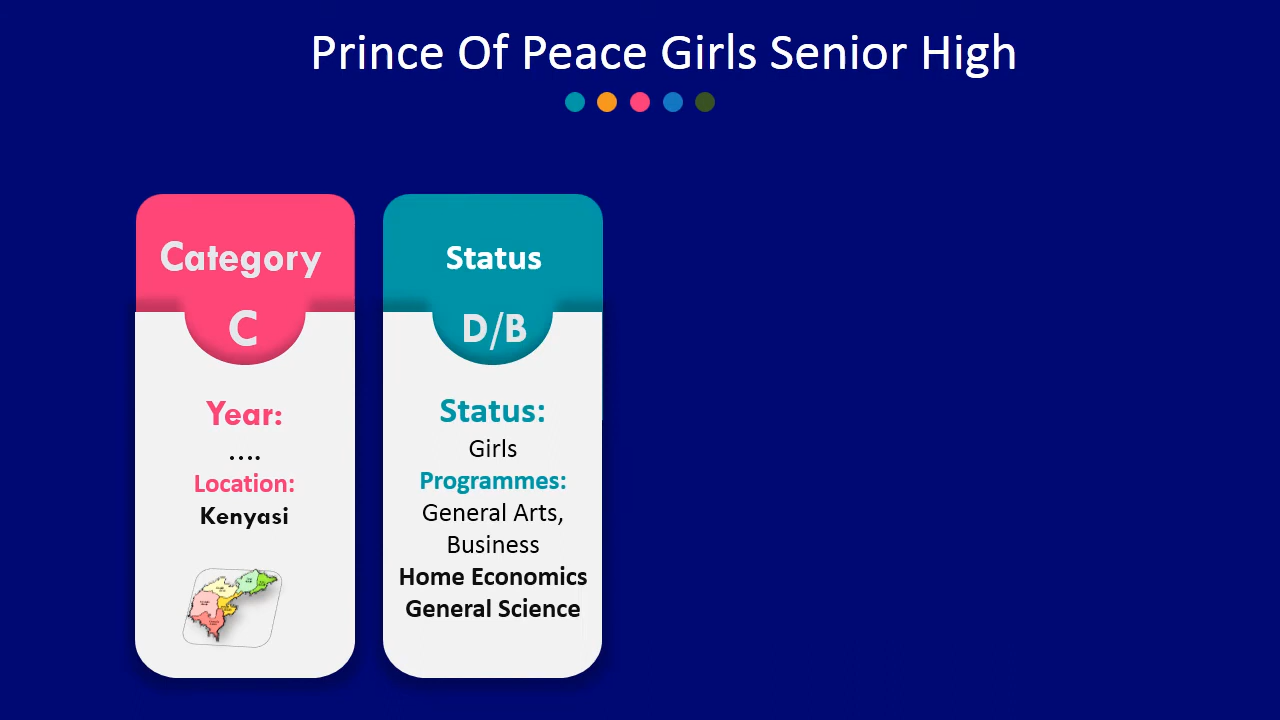 Prince Of Peace Girls Senior High
Category
C
Year:
....
Location:
Kenyasi
Status
D/B
Status:
Girls
Programmes:
General Arts,
Business
Home Economics
General Science